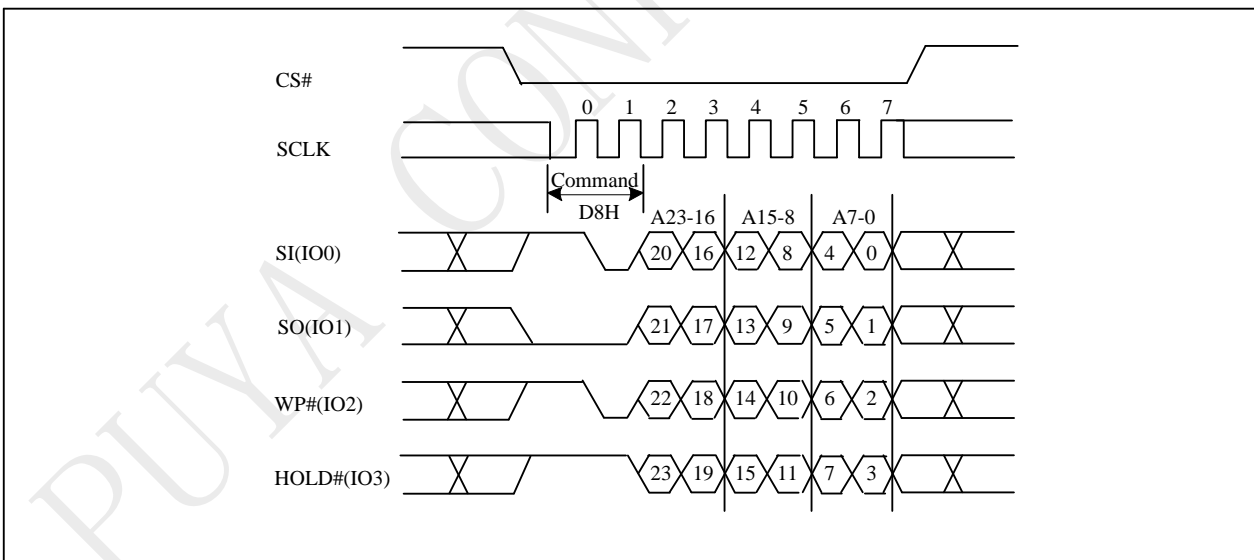 CS#
0 1 2 3 4 5 6 7
SCLK
Command
D8H
A23-16 A15-8 A7-0
SI(IO0) 20 16 12 8 4 0
SO(IO1) 21 17 13 9 5 1
WP#(IO2) 22 18 14 10 6 2
HOLD#(IO3) 23 19 15 11 7 3
PUYA